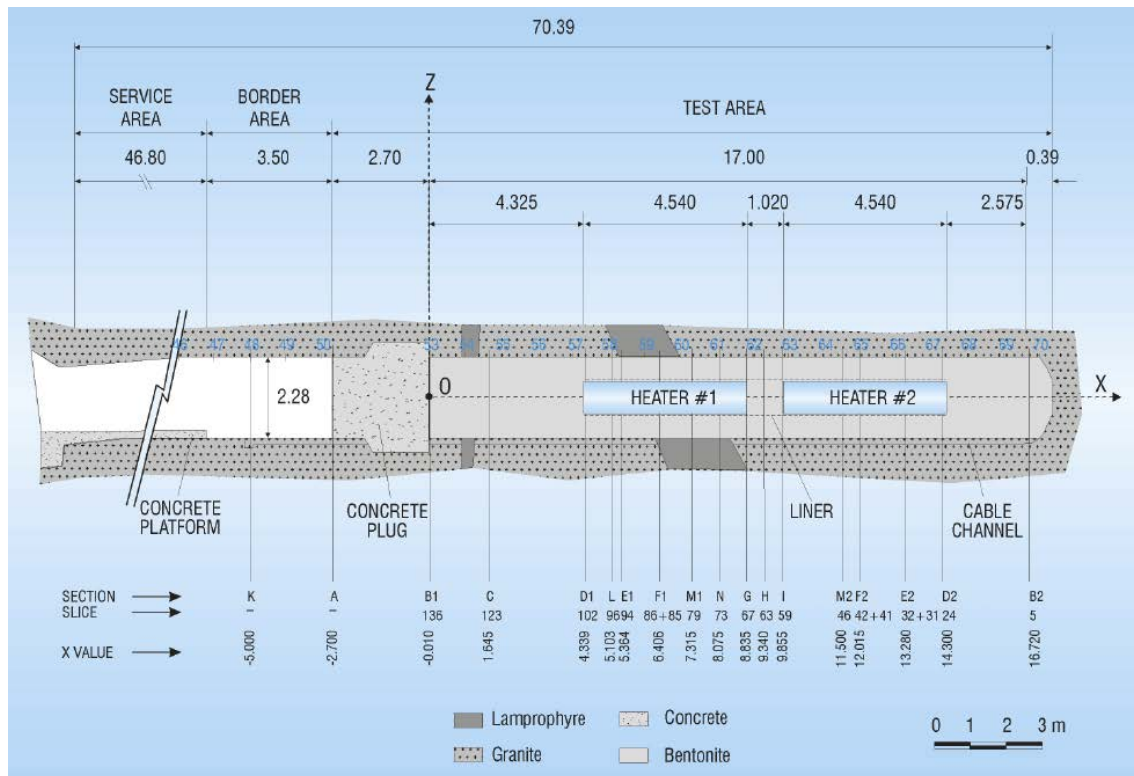 70.39
SERVICE AREA
BORDER AREA
Z
TEST AREA
46.80
3.50
2.70
17.00
0.39
4.325
4.540
1.020
4.540
2.575
46 47 48 49 50 53 54 55 56 57 58 59 60 61 62 63 64 65 66 67 68 69 70
2.28
O
HEATER #1
HEATER #2
X
CONCRETE PLATFORM
CONCRETE PLUG
LINER
CABLE CHANNEL
SECTION K A B1 C D1 L E1 F1 M1 N G H I M2 F2 E2 D2 B2
SLICE – – 136 123 102 96 94 86+85 79 73 67 63 59 46 42+41 32+31 24 5
X VALUE -5.000 -2.700 -0.010 1.645 4.339 5.103 5.364 6.406 7.315 8.075 8.835 9.340 9.855 11.500 12.015 13.280 14.300 16.720
Lamprophyre
Concrete
Granite
Bentonite
0 1 2 3 m